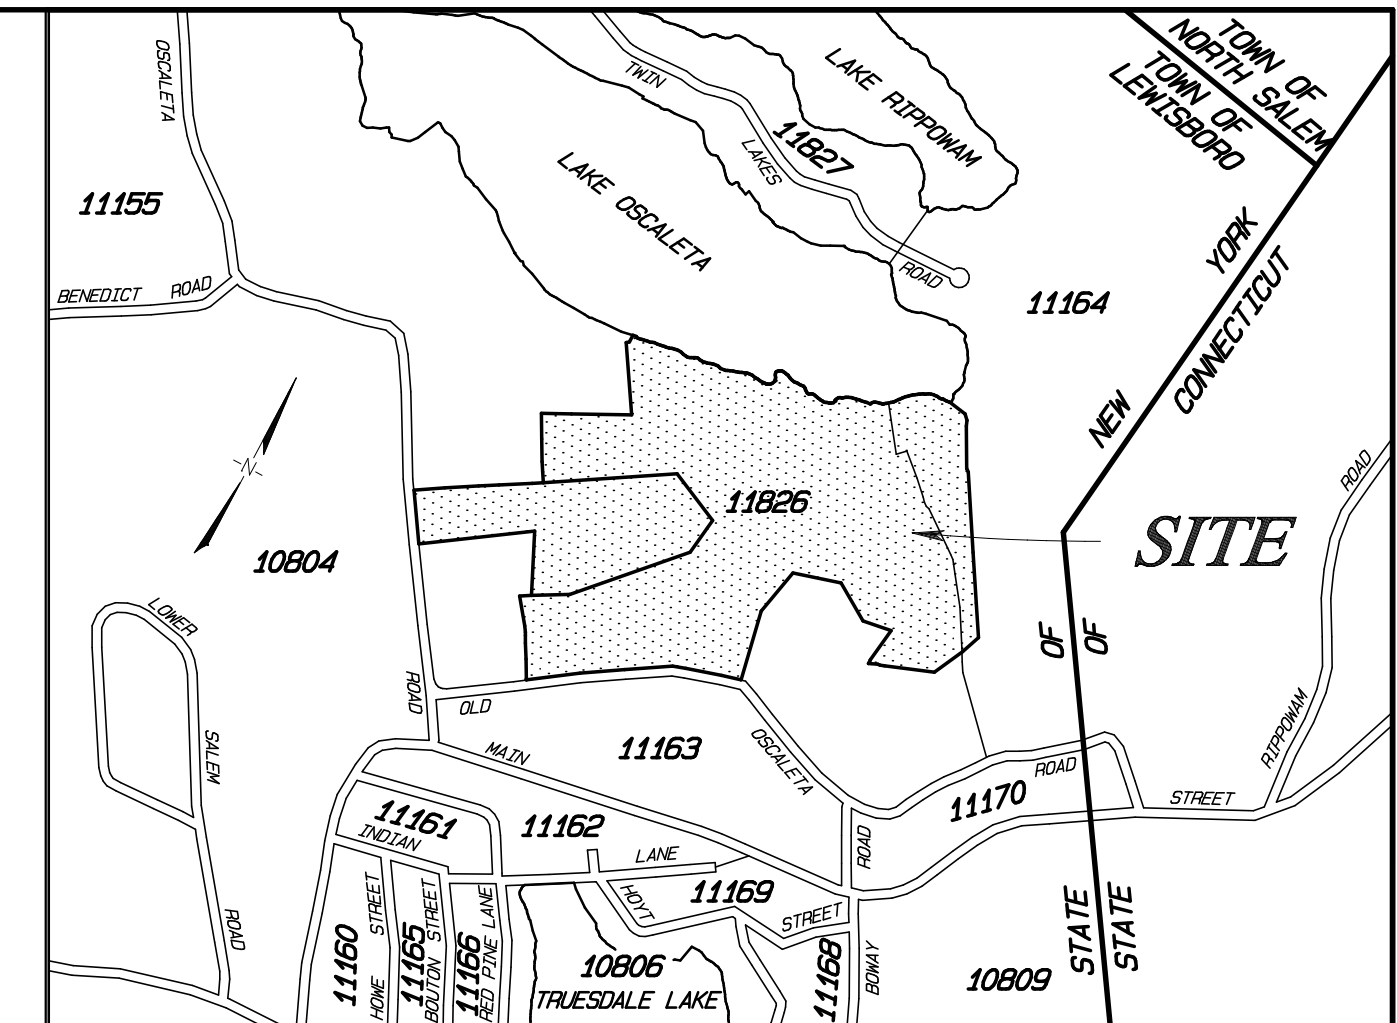 TOWN OF
NORTH SALEM
TOWN OF
LEWISBORO
OSCALETA
TWIN
LAKE RIPPOWAM
11827
LAKES
LAKE OSCALETA
11155
BENEDICT ROAD
ROAD
11164
NEW YORK
CONNECTICUT
-N-
11826
SITE
ROAD
10804
LOWER
OF
OF
ROAD
OLD
SALEM
MAIN
11163
OSCALETA
ROAD
RIPPOWAM
11170
STREET
11161
INDIAN
11162
LANE
ROAD
11169
HOYT
STREET
ROAD
11160
HOWE STREET
11165
BOUTON STREET
11166
RED PINE LANE
10806
TRUESDALE LAKE
11168
BOWAY
10809
STATE
STATE